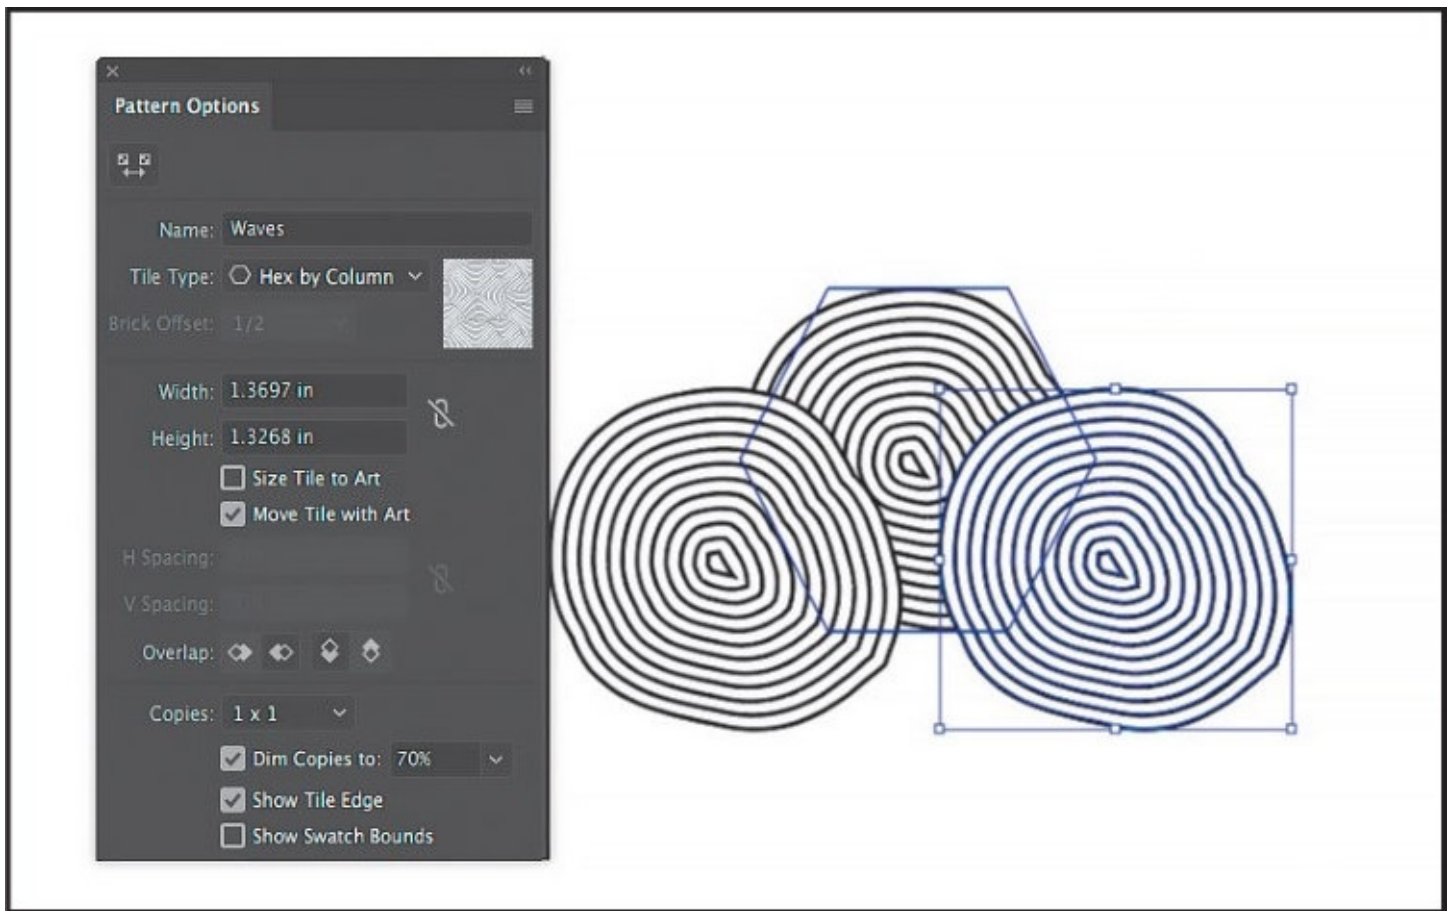 Pattern Options
Name: Waves
Tile Type: Hex by Column
Brick Offset: 1/2
Width: 1.3697 in
Height: 1.3268 in
Size Tile to Art
Move Tile with Art
H Spacing:
V Spacing:
Overlap:
Copies: 1 x 1
Dim Copies to: 70%
Show Tile Edge
Show Swatch Bounds